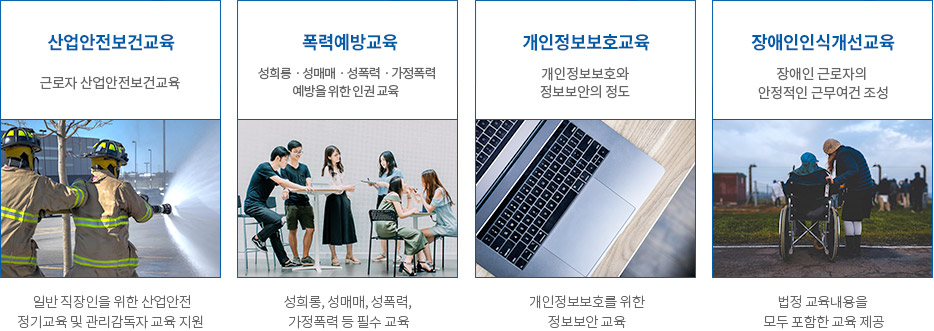 산업안전보건교육
근로자 산업안전보건교육
일반 직장인을 위한 산업안전
정기교육 및 관리감독자 교육 지원
폭력예방교육
성희롱 · 성매매 · 성폭력 · 가정폭력
예방을 위한 인권 교육
성희롱, 성매매, 성폭력,
가정폭력 등 필수 교육
개인정보보호교육
개인정보보호와
정보보안의 정도
개인정보보호를 위한
정보보안 교육
장애인인식개선교육
장애인 근로자의
안정적인 근무여건 조성
법정 교육내용을
모두 포함한 교육 제공